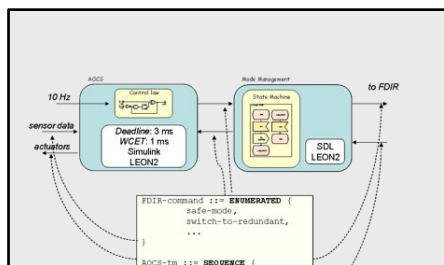 AOCS
Mode Management
Control law
State Machine
to FDIR
10 Hz
sensor data
actuators
Deadline: 3 ms
WCET: 1 ms
Simulink
LEON2
SDL
LEON2
FDIR-command ::= ENUMERATED {
safe-mode,
switch-to-redundant,
...
}
AOCS-tm ::= SEQUENCE {